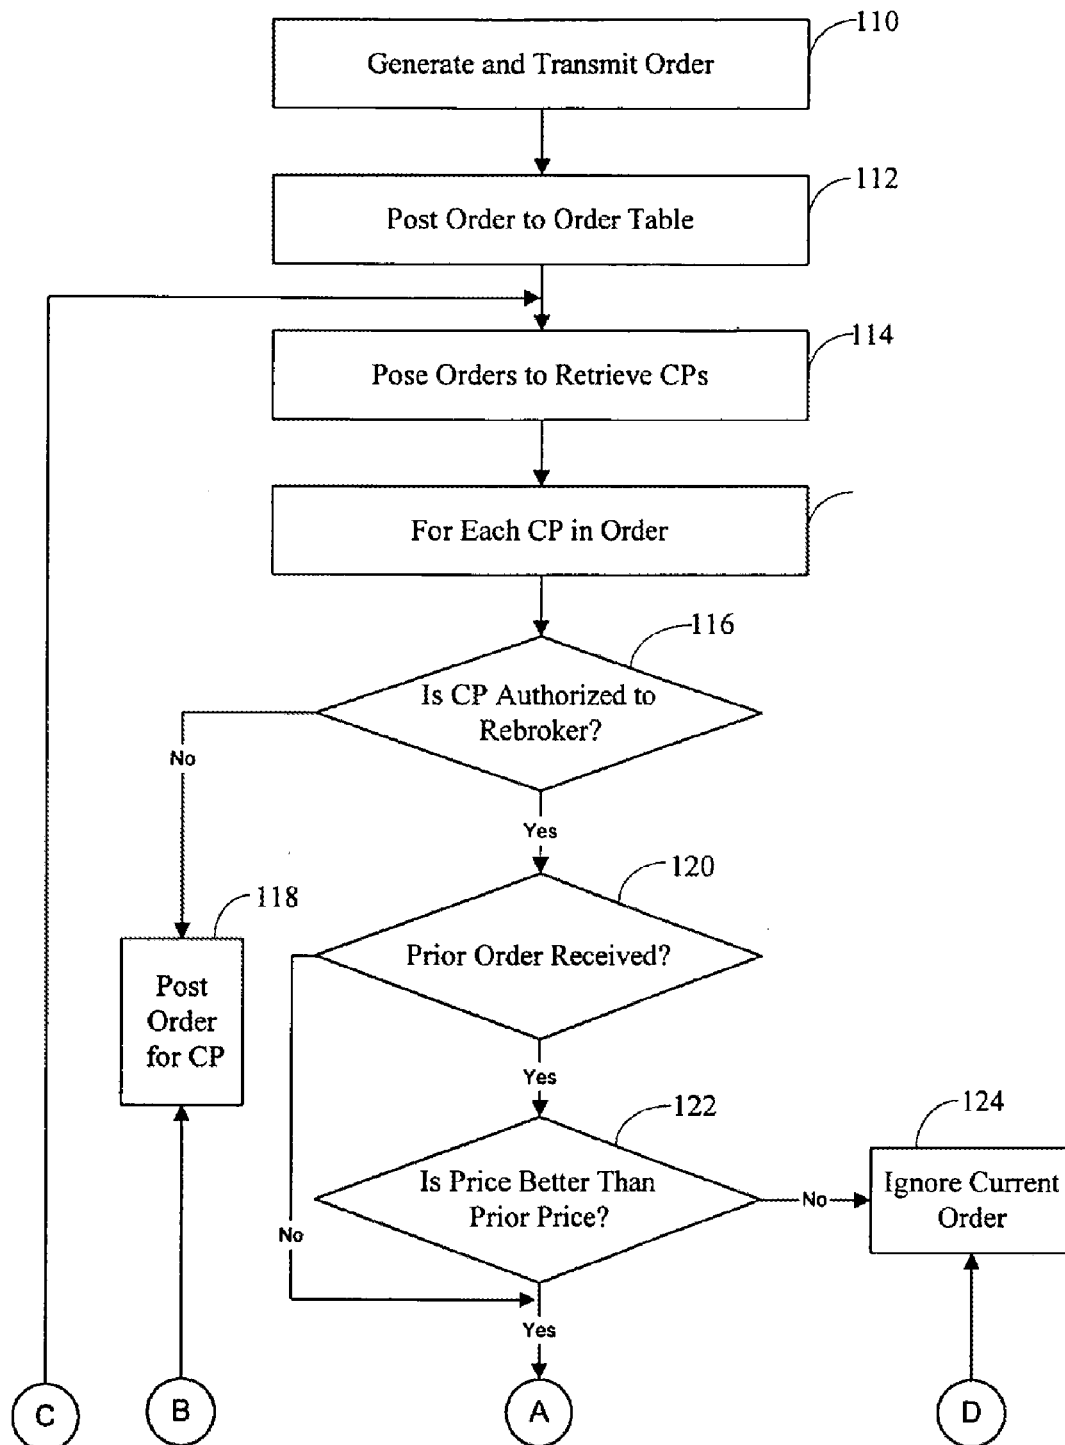 110
Generate and Transmit Order
112
Post Order to Order Table
114
Pose Orders to Retrieve CPs
For Each CP in Order
116
Is CP Authorized to
Rebroker?
No
Yes
120
118
Prior Order Received?
Post
Order
for CP
Yes
122
124
Is Price Better Than
Prior Price?
No
Ignore Current
Order
No
Yes
C
B
A
D